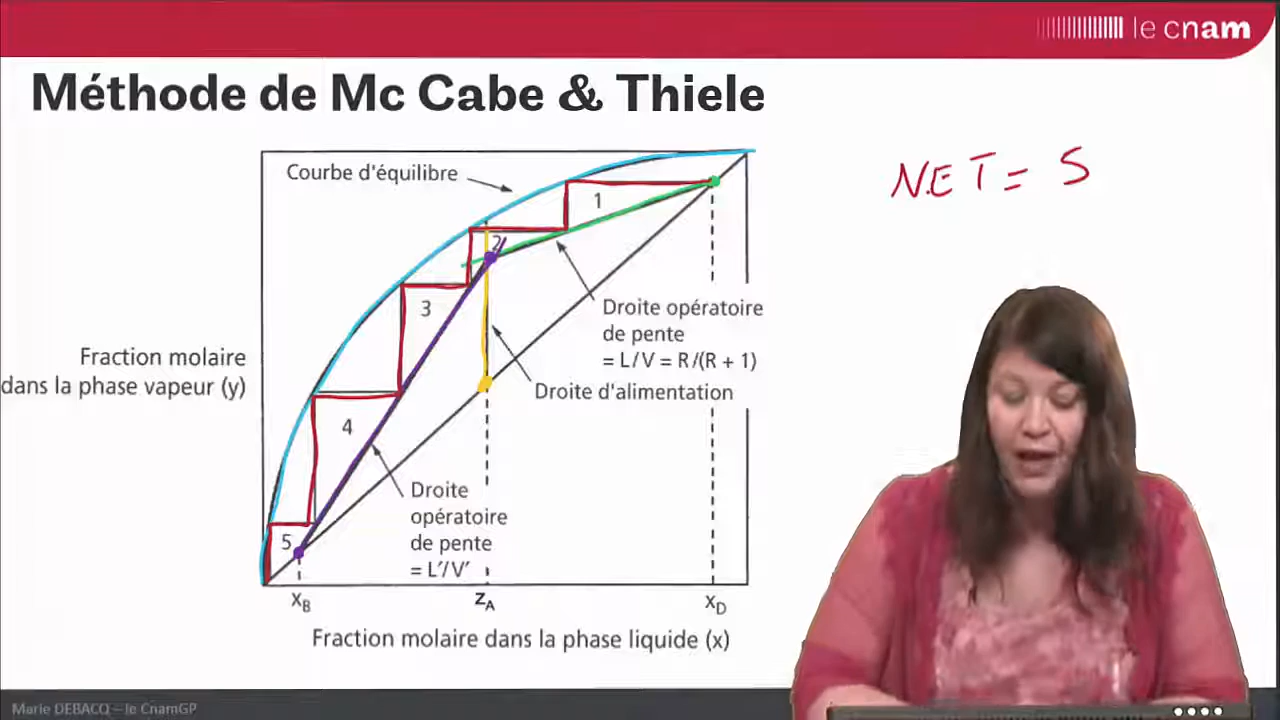 le cnam
Méthode de Mc Cabe & Thiele
NET = 5
Courbe d'équilibre
1
2
3
Droite opératoire
de pente
= L/V = R/(R + 1)
Fraction molaire
dans la phase vapeur (y)
Droite d'alimentation
4
Droite
opératoire
de pente
= L′/V′
5
xB
zA
xD
Fraction molaire dans la phase liquide (x)
Marie DEBACQ – le CnamGP